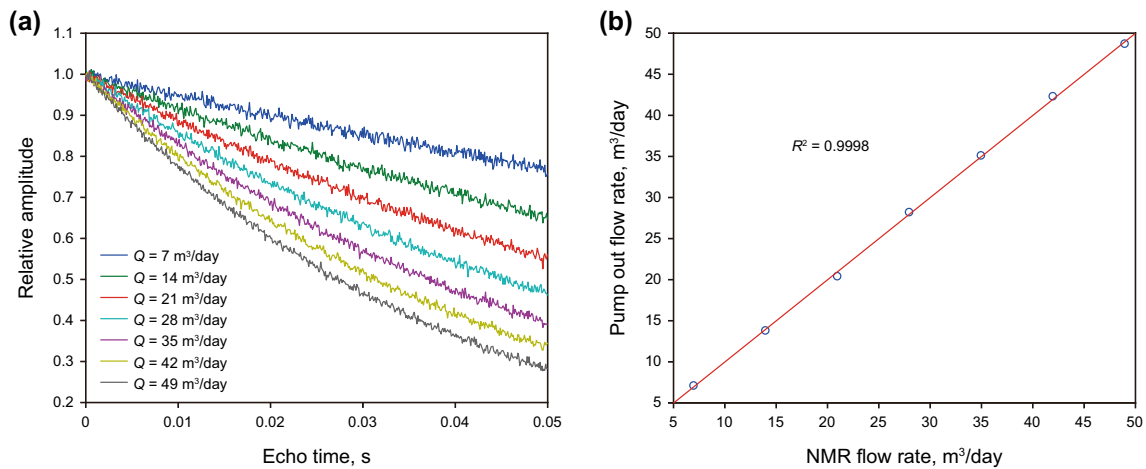 (a)
1.1
1.0
0.9
0.8
0.7
0.6
0.5
0.4
0.3
0.2
Relative amplitude
Q = 7 m³/day
Q = 14 m³/day
Q = 21 m³/day
Q = 28 m³/day
Q = 35 m³/day
Q = 42 m³/day
Q = 49 m³/day
0 0.01 0.02 0.03 0.04 0.05
Echo time, s
(b)
50
45
40
35
30
25
20
15
10
5
Pump out flow rate, m³/day
R² = 0.9998
5 10 15 20 25 30 35 40 45 50
NMR flow rate, m³/day